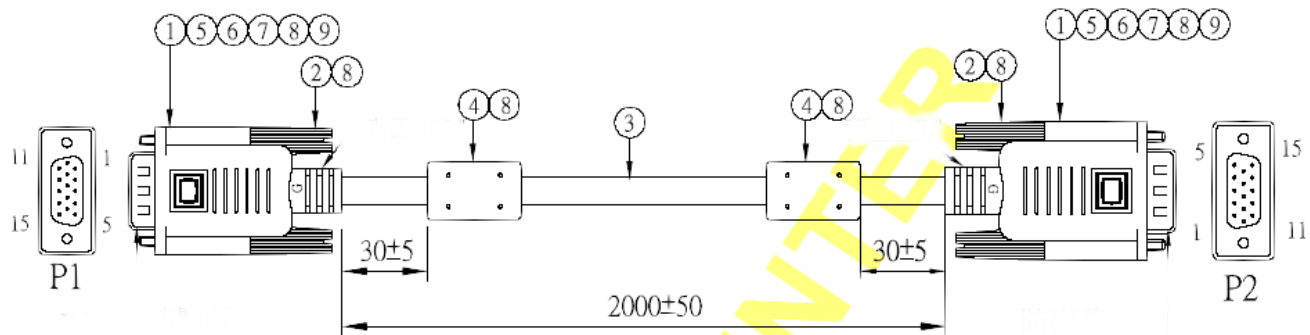 ①⑤⑥⑦⑧⑨
①⑤⑥⑦⑧⑨
②⑧
②⑧
④⑧
③
④⑧
11 1
15 5
P1
G
G
5 15
1 11
P2
30±5
30±5
2000±50
NTER